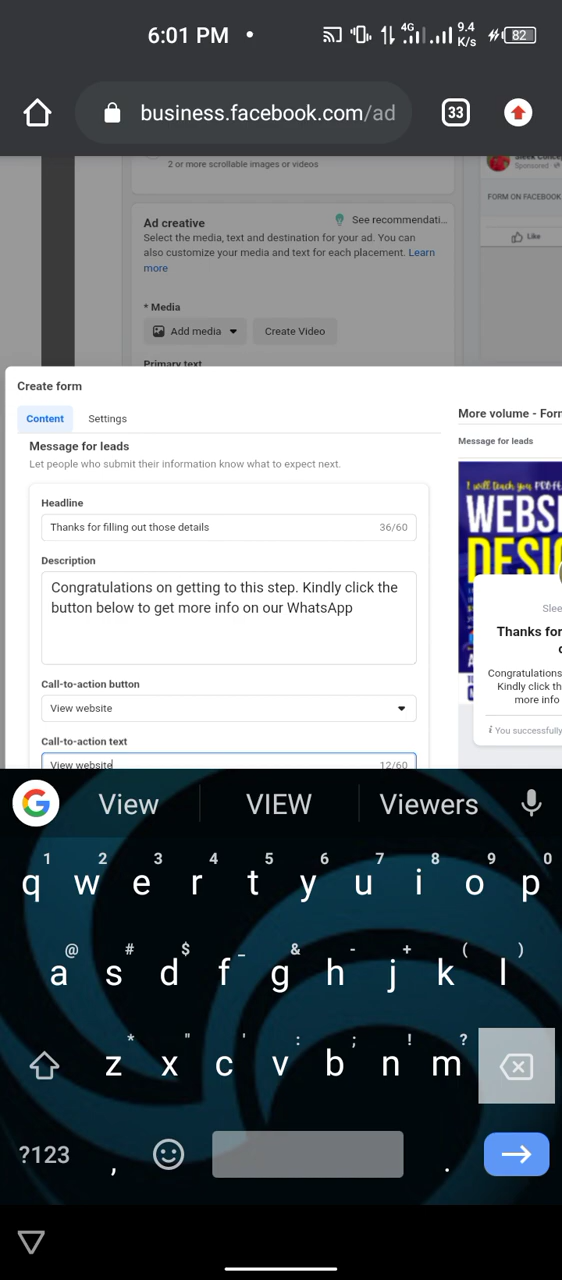 6:01 PM
4G
9.4
K/s
82
business.facebook.com/ad
33
2 or more scrollable images or videos
Sponsored
FORM ON FACEBOOK
Like
Ad creative
See recommendati...
Select the media, text and destination for your ad. You can
also customize your media and text for each placement. Learn
more
* Media
Add media
Create Video
Primary text
Create form
Content
Settings
Message for leads
Let people who submit their information know what to expect next.
Headline
Thanks for filling out those details
36/60
Description
Congratulations on getting to this step. Kindly click the
button below to get more info on our WhatsApp
Call-to-action button
View website
Call-to-action text
View website
12/60
More volume - Forr
Message for leads
I will teach you
WEBSI
DESIG
Slee
Thanks for
Congratulations
Kindly click th
more info
You successfully
View
VIEW
Viewers
1 2 3 4 5 6 7 8 9 0
q w e r t y u i o p
@ # $ _ & - + ( )
a s d f g h j k l
* " ' : ; ! ?
z x c v b n m
?123
,
.